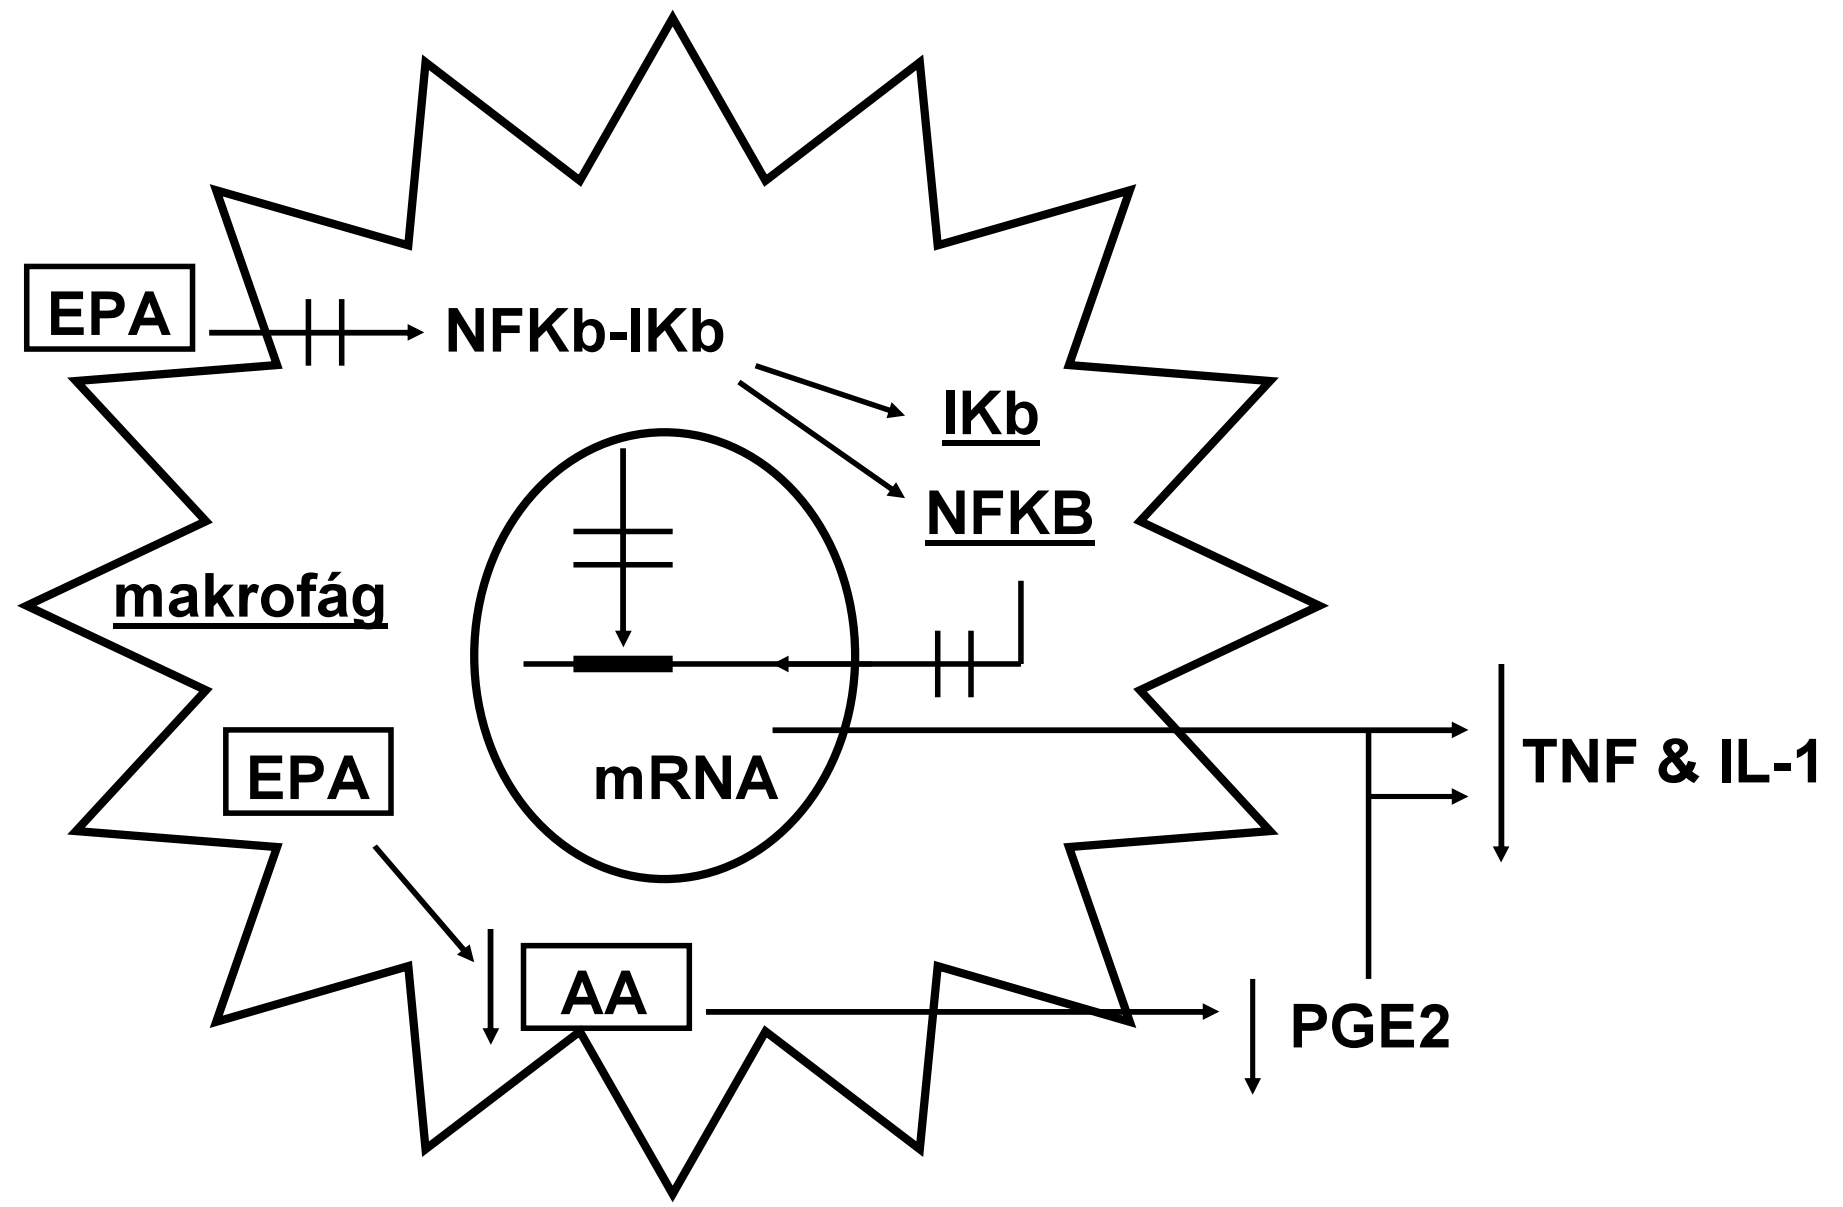 EPA
NFKb-IKb
IKb
NFKB
makrofág
EPA
mRNA
TNF & IL-1
AA
PGE2